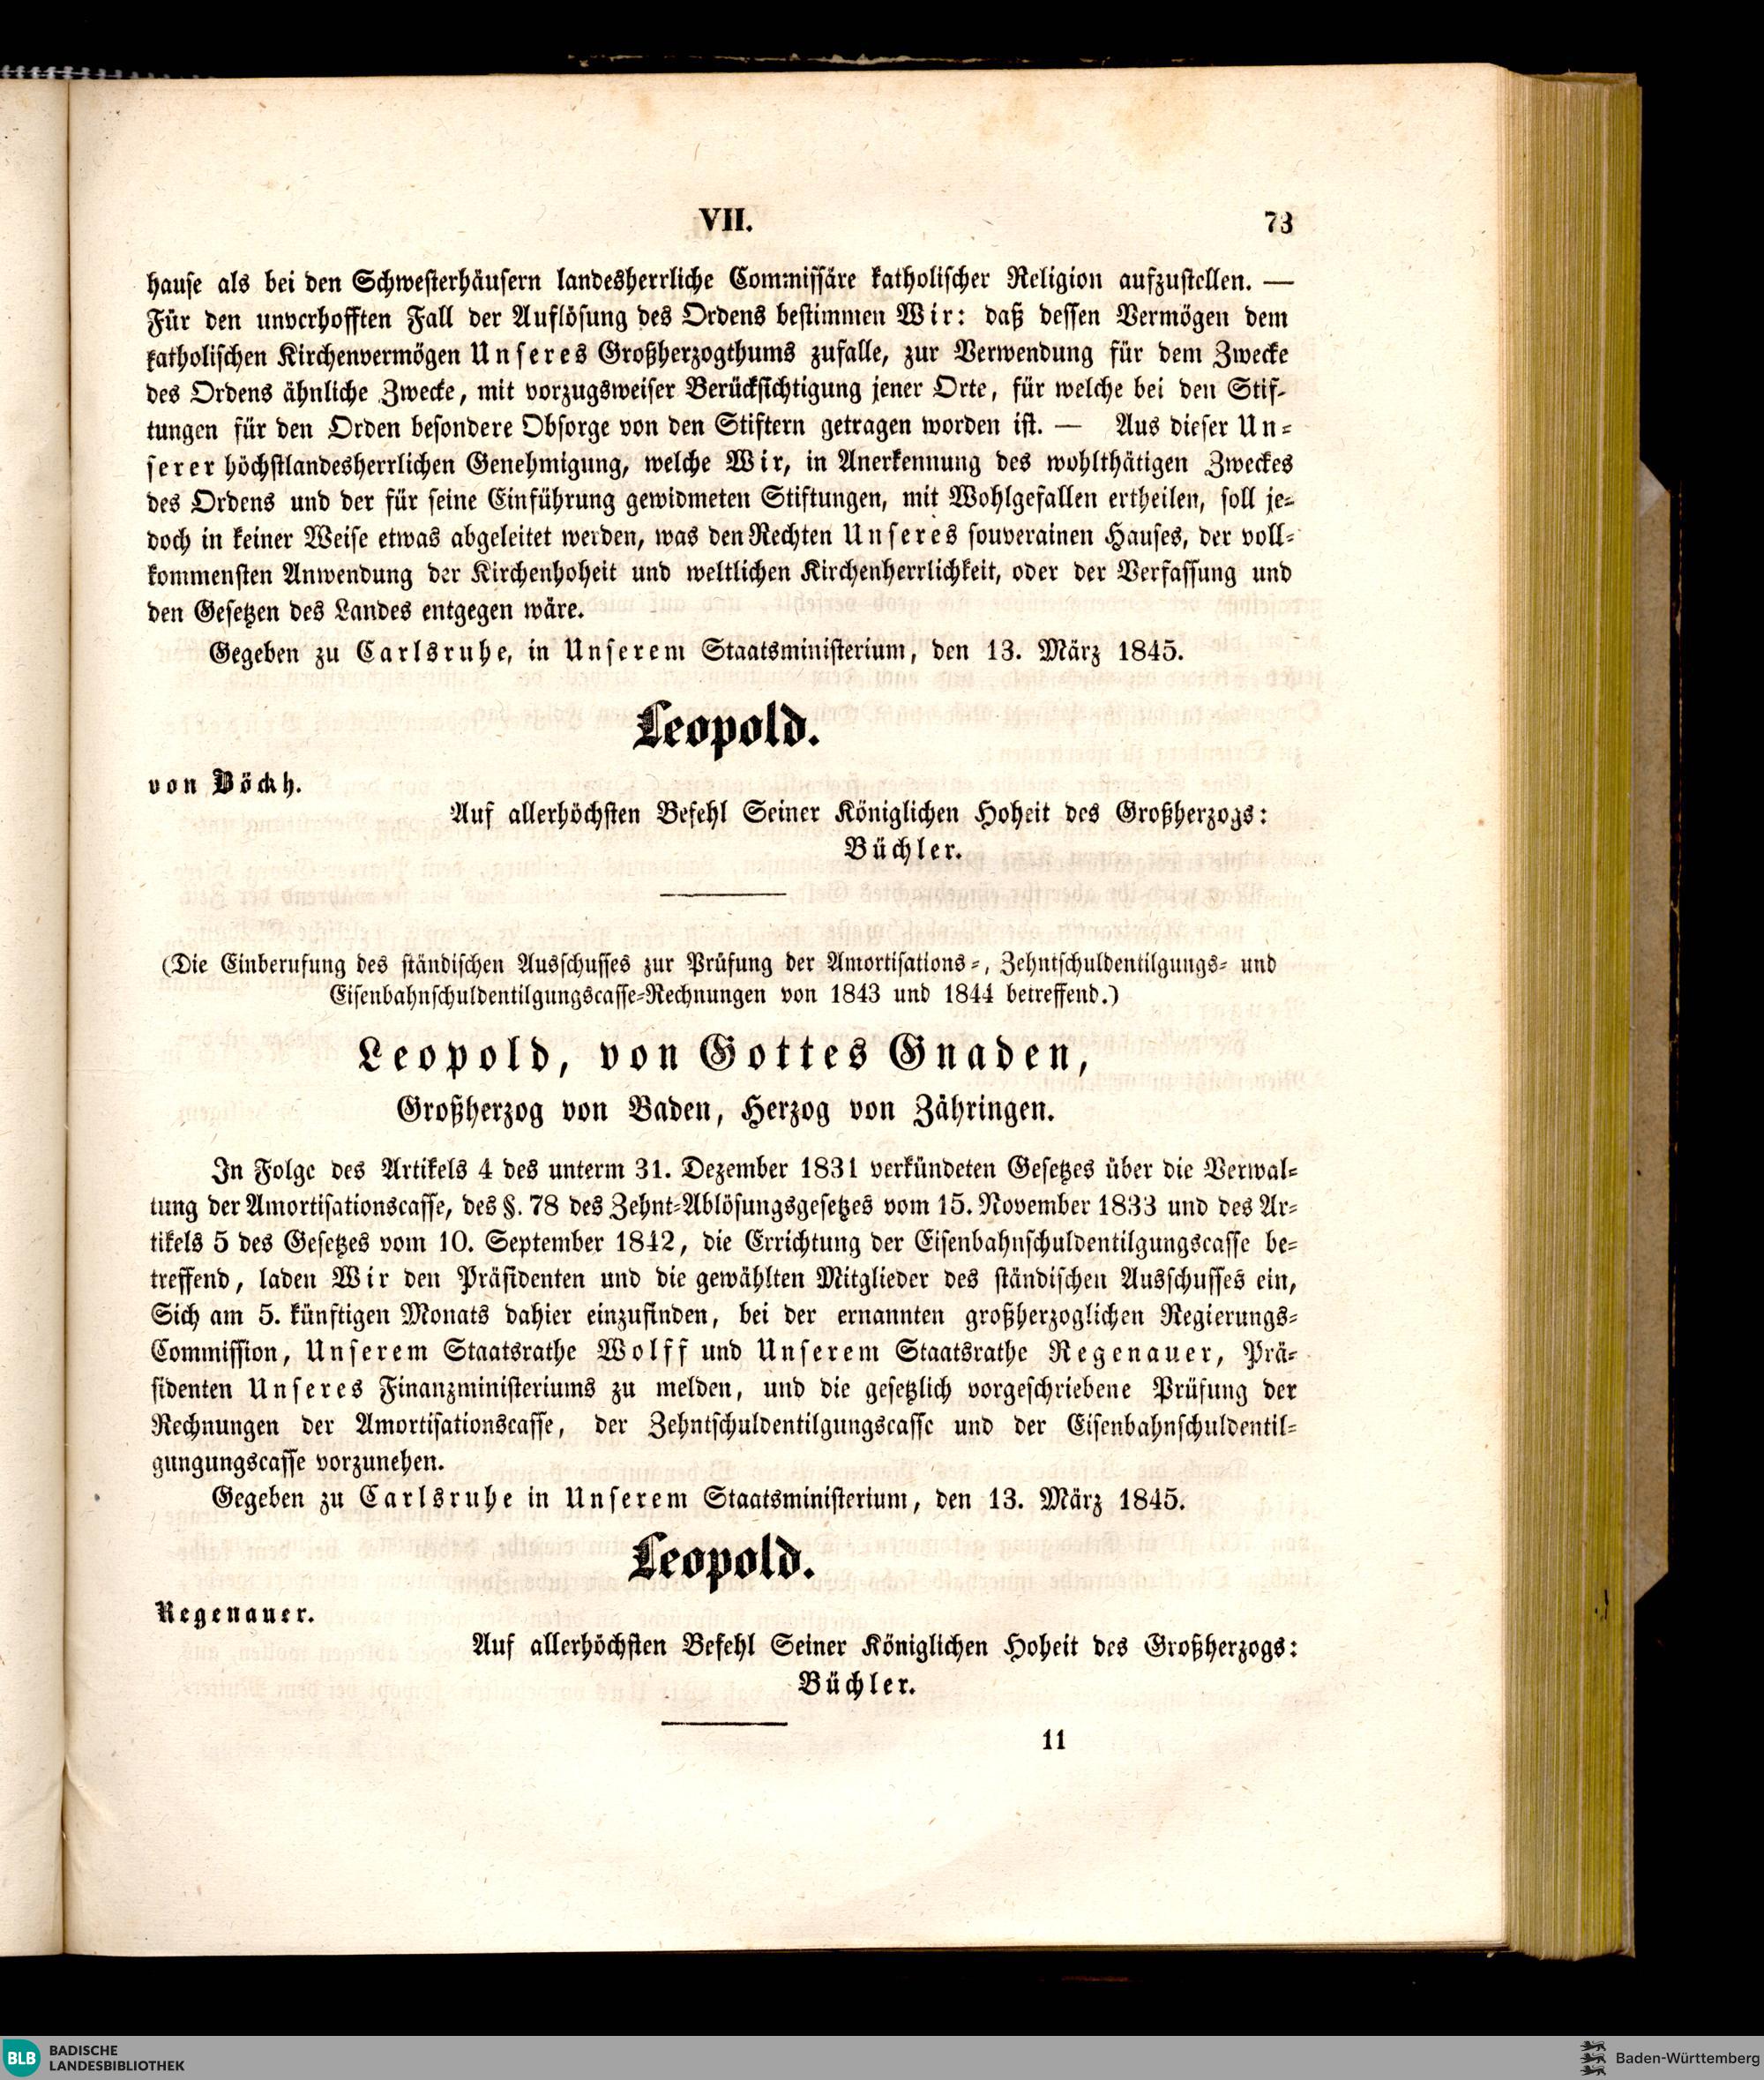 VII. 73
hause als bei den Schwesterhäusern landesherrliche Commissäre katholischer Religion aufzustellen. —
Für den unverhofften Fall der Auflösung des Ordens bestimmen Wir: daß dessen Vermögen dem
katholischen Kirchenvermögen Unseres Großherzogthums zufalle, zur Verwendung für dem Zwecke
des Ordens ähnliche Zwecke, mit vorzugsweiser Berücksichtigung jener Orte, für welche bei den Stif-
tungen für den Orden besondere Obsorge von den Stiftern getragen worden ist. — Aus dieser Un-
serer höchstlandesherrlichen Genehmigung, welche Wir, in Anerkennung des wohlthätigen Zweckes
des Ordens und der für seine Einführung gewidmeten Stiftungen, mit Wohlgefallen ertheilen, soll je-
doch in keiner Weise etwas abgeleitet werden, was den Rechten Unseres souverainen Hauses, der voll-
kommensten Anwendung der Kirchenhoheit und weltlichen Kirchenherrlichkeit, oder der Verfassung und
den Gesetzen des Landes entgegen wäre.
Gegeben zu Carlsruhe, in Unserem Staatsministerium, den 13. März 1845.
Leopold.
von Böckh.
Auf allerhöchsten Befehl Seiner Königlichen Hoheit des Großherzogs:
Büchler.
(Die Einberufung des ständischen Ausschusses zur Prüfung der Amortisations-, Zehntschuldentilgungs- und
Eisenbahnschuldentilgungscasse-Rechnungen von 1843 und 1844 betreffend.)
Leopold, von Gottes Gnaden,
Großherzog von Baden, Herzog von Zähringen.
In Folge des Artikels 4 des unterm 31. Dezember 1831 verkündeten Gesetzes über die Verwal-
tung der Amortisationscasse, des §. 78 des Zehnt-Ablösungsgesetzes vom 15. November 1833 und des Ar-
tikels 5 des Gesetzes vom 10. September 1842, die Errichtung der Eisenbahnschuldentilgungscasse be-
treffend, laden Wir den Präsidenten und die gewählten Mitglieder des ständischen Ausschusses ein,
Sich am 5. künftigen Monats dahier einzufinden, bei der ernannten großherzoglichen Regierungs-
Commission, Unserem Staatsrathe Wolff und Unserem Staatsrathe Regenauer, Prä-
sidenten Unseres Finanzministeriums zu melden, und die gesetzlich vorgeschriebene Prüfung der
Rechnungen der Amortisationscasse, der Zehntschuldentilgungscasse und der Eisenbahnschuldentil-
gungungscasse vorzunehen.
Gegeben zu Carlsruhe in Unserem Staatsministerium, den 13. März 1845.
Leopold.
Regenauer.
Auf allerhöchsten Befehl Seiner Königlichen Hoheit des Großherzogs:
Büchler.
11
BLB BADISCHE
LANDESBIBLIOTHEK
Baden-Württemberg